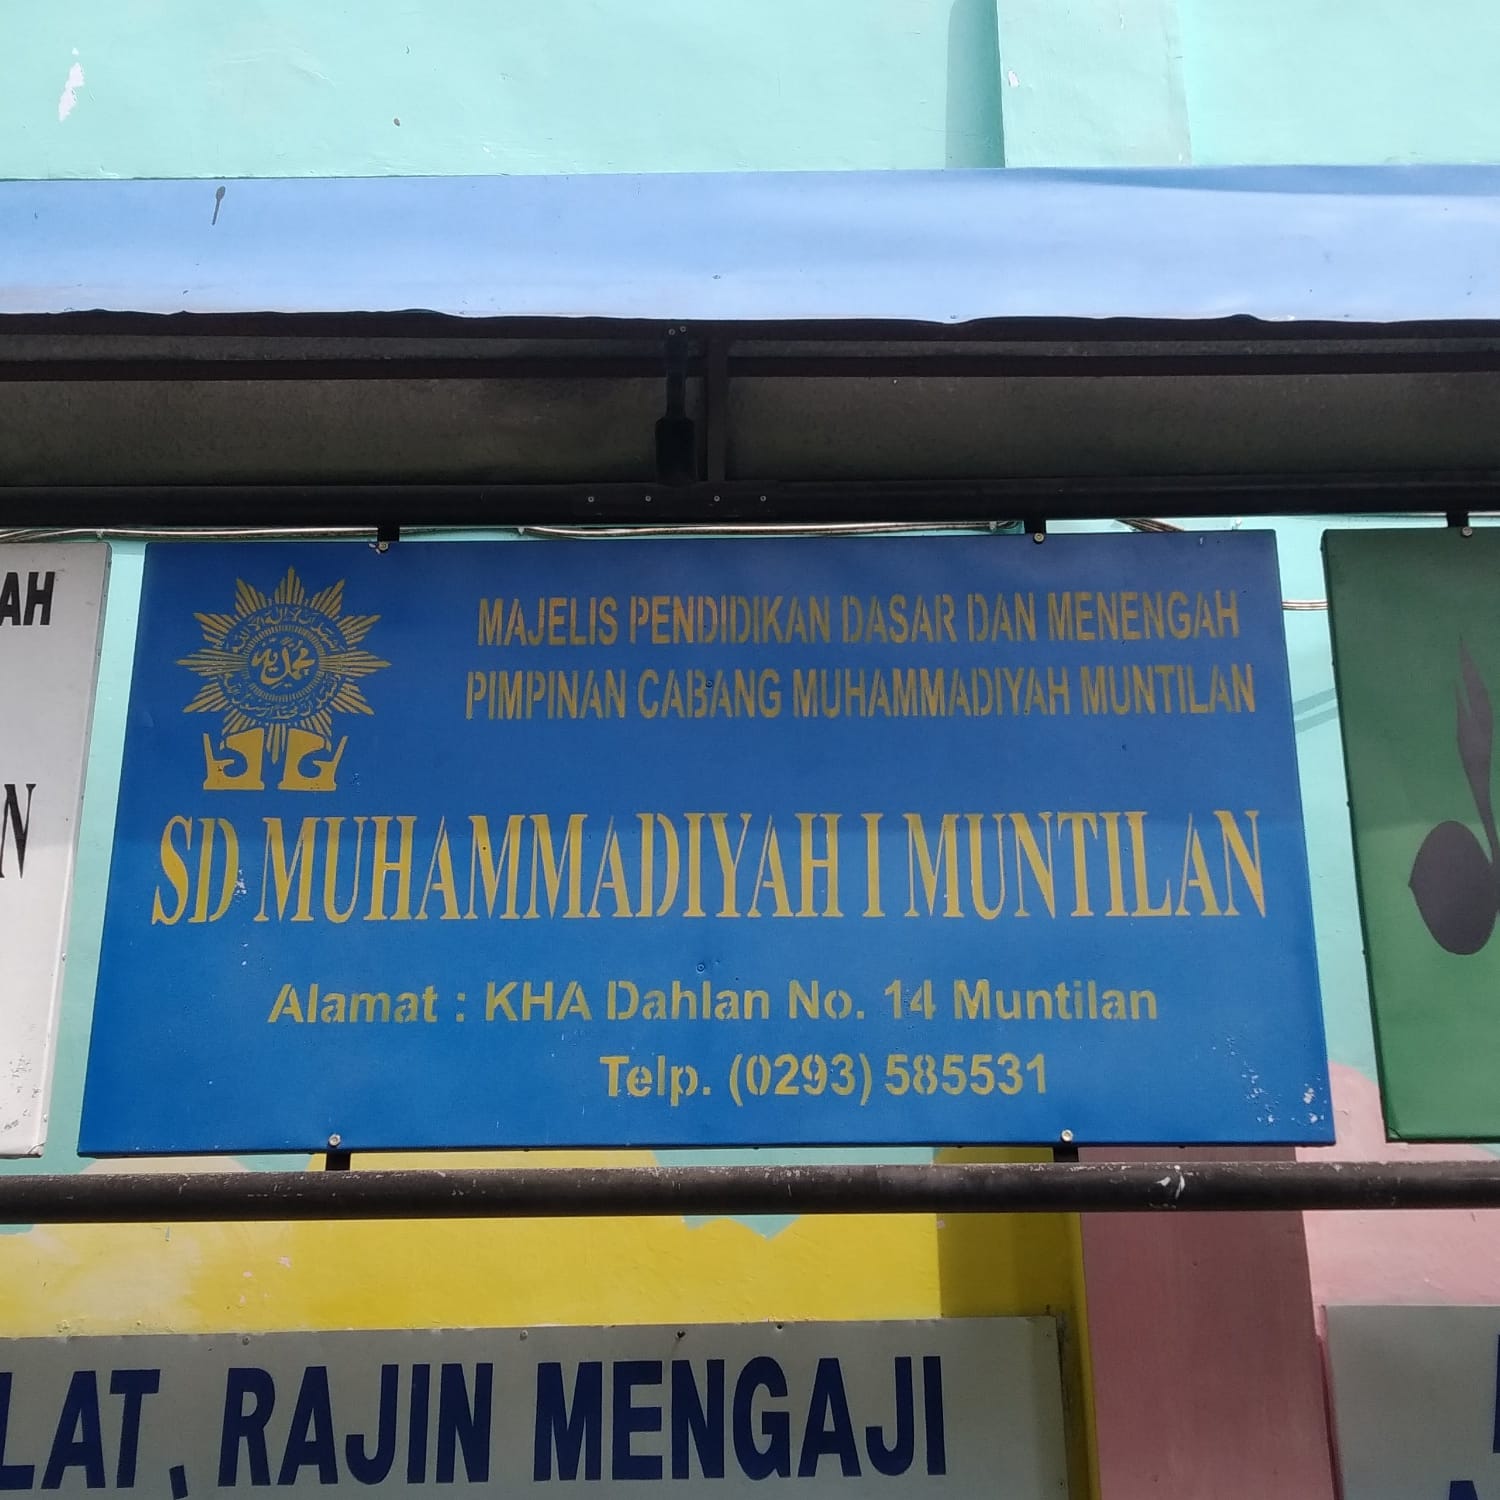 AH
N
MAJELIS PENDIDIKAN DASAR DAN MENENGAH
PIMPINAN CABANG MUHAMMADIYAH MUNTILAN
SD MUHAMMADIYAH I MUNTILAN
Alamat : KHA Dahlan No. 14 Muntilan
Telp. (0293) 585531
LAT, RAJIN MENGAJI